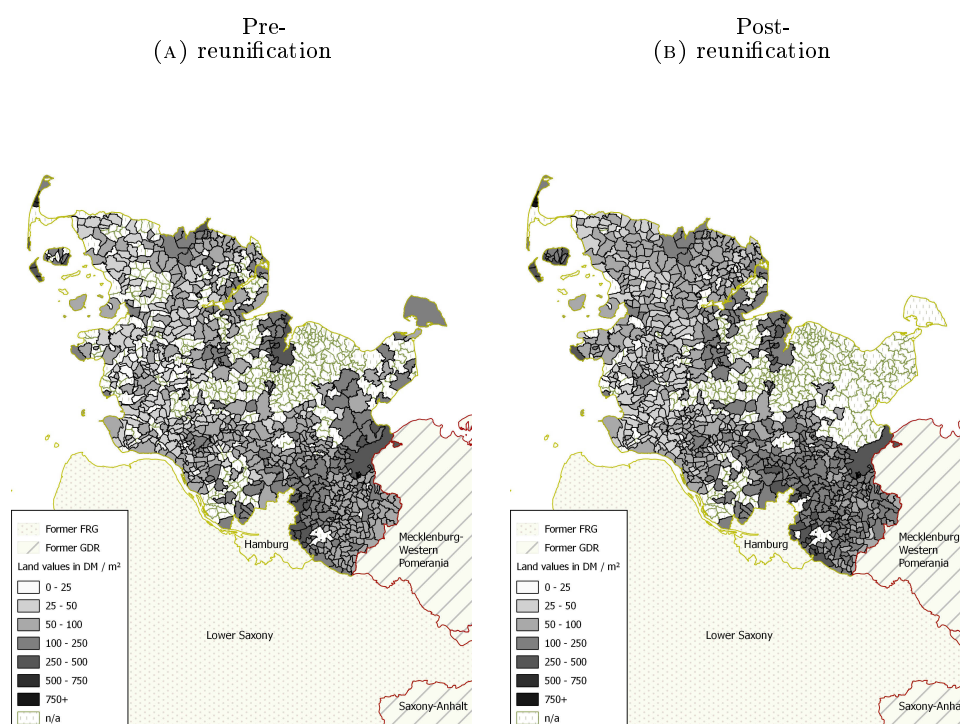 Pre-
(A) reunification
Hamburg
Mecklenburg-
Western
Pomerania
Lower Saxony
Saxony-Anhalt
Former FRG
Former GDR
Land values in DM / m²
0 - 25
25 - 50
50 - 100
100 - 250
250 - 500
500 - 750
750+
n/a
Post-
(B) reunification
Hamburg
Mecklenburg-
Western
Pomerania
Lower Saxony
Saxony-Anha
Former FRG
Former GDR
Land values in DM / m²
0 - 25
25 - 50
50 - 100
100 - 250
250 - 500
500 - 750
750+
n/a